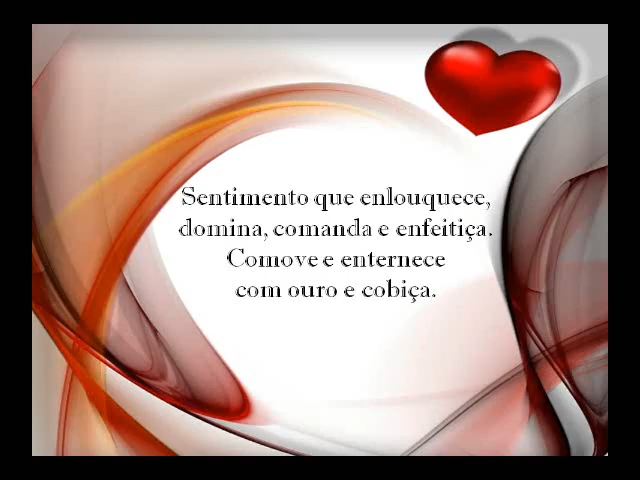 Sentimento que enlouquece,
domina, comanda e enfeitiça.
Comove e enternece
com ouro e cobiça.